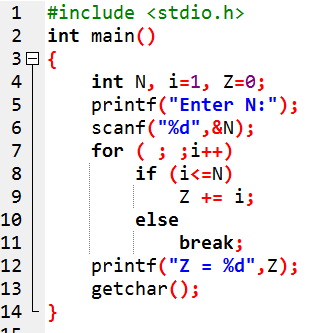 1 #include <stdio.h>
2 int main()
3 {
4 int N, i=1, Z=0;
5 printf("Enter N:");
6 scanf("%d",&N);
7 for ( ; ;i++)
8 if (i<=N)
9 Z += i;
10 else
11 break;
12 printf("Z = %d",Z);
13 getchar();
14 }